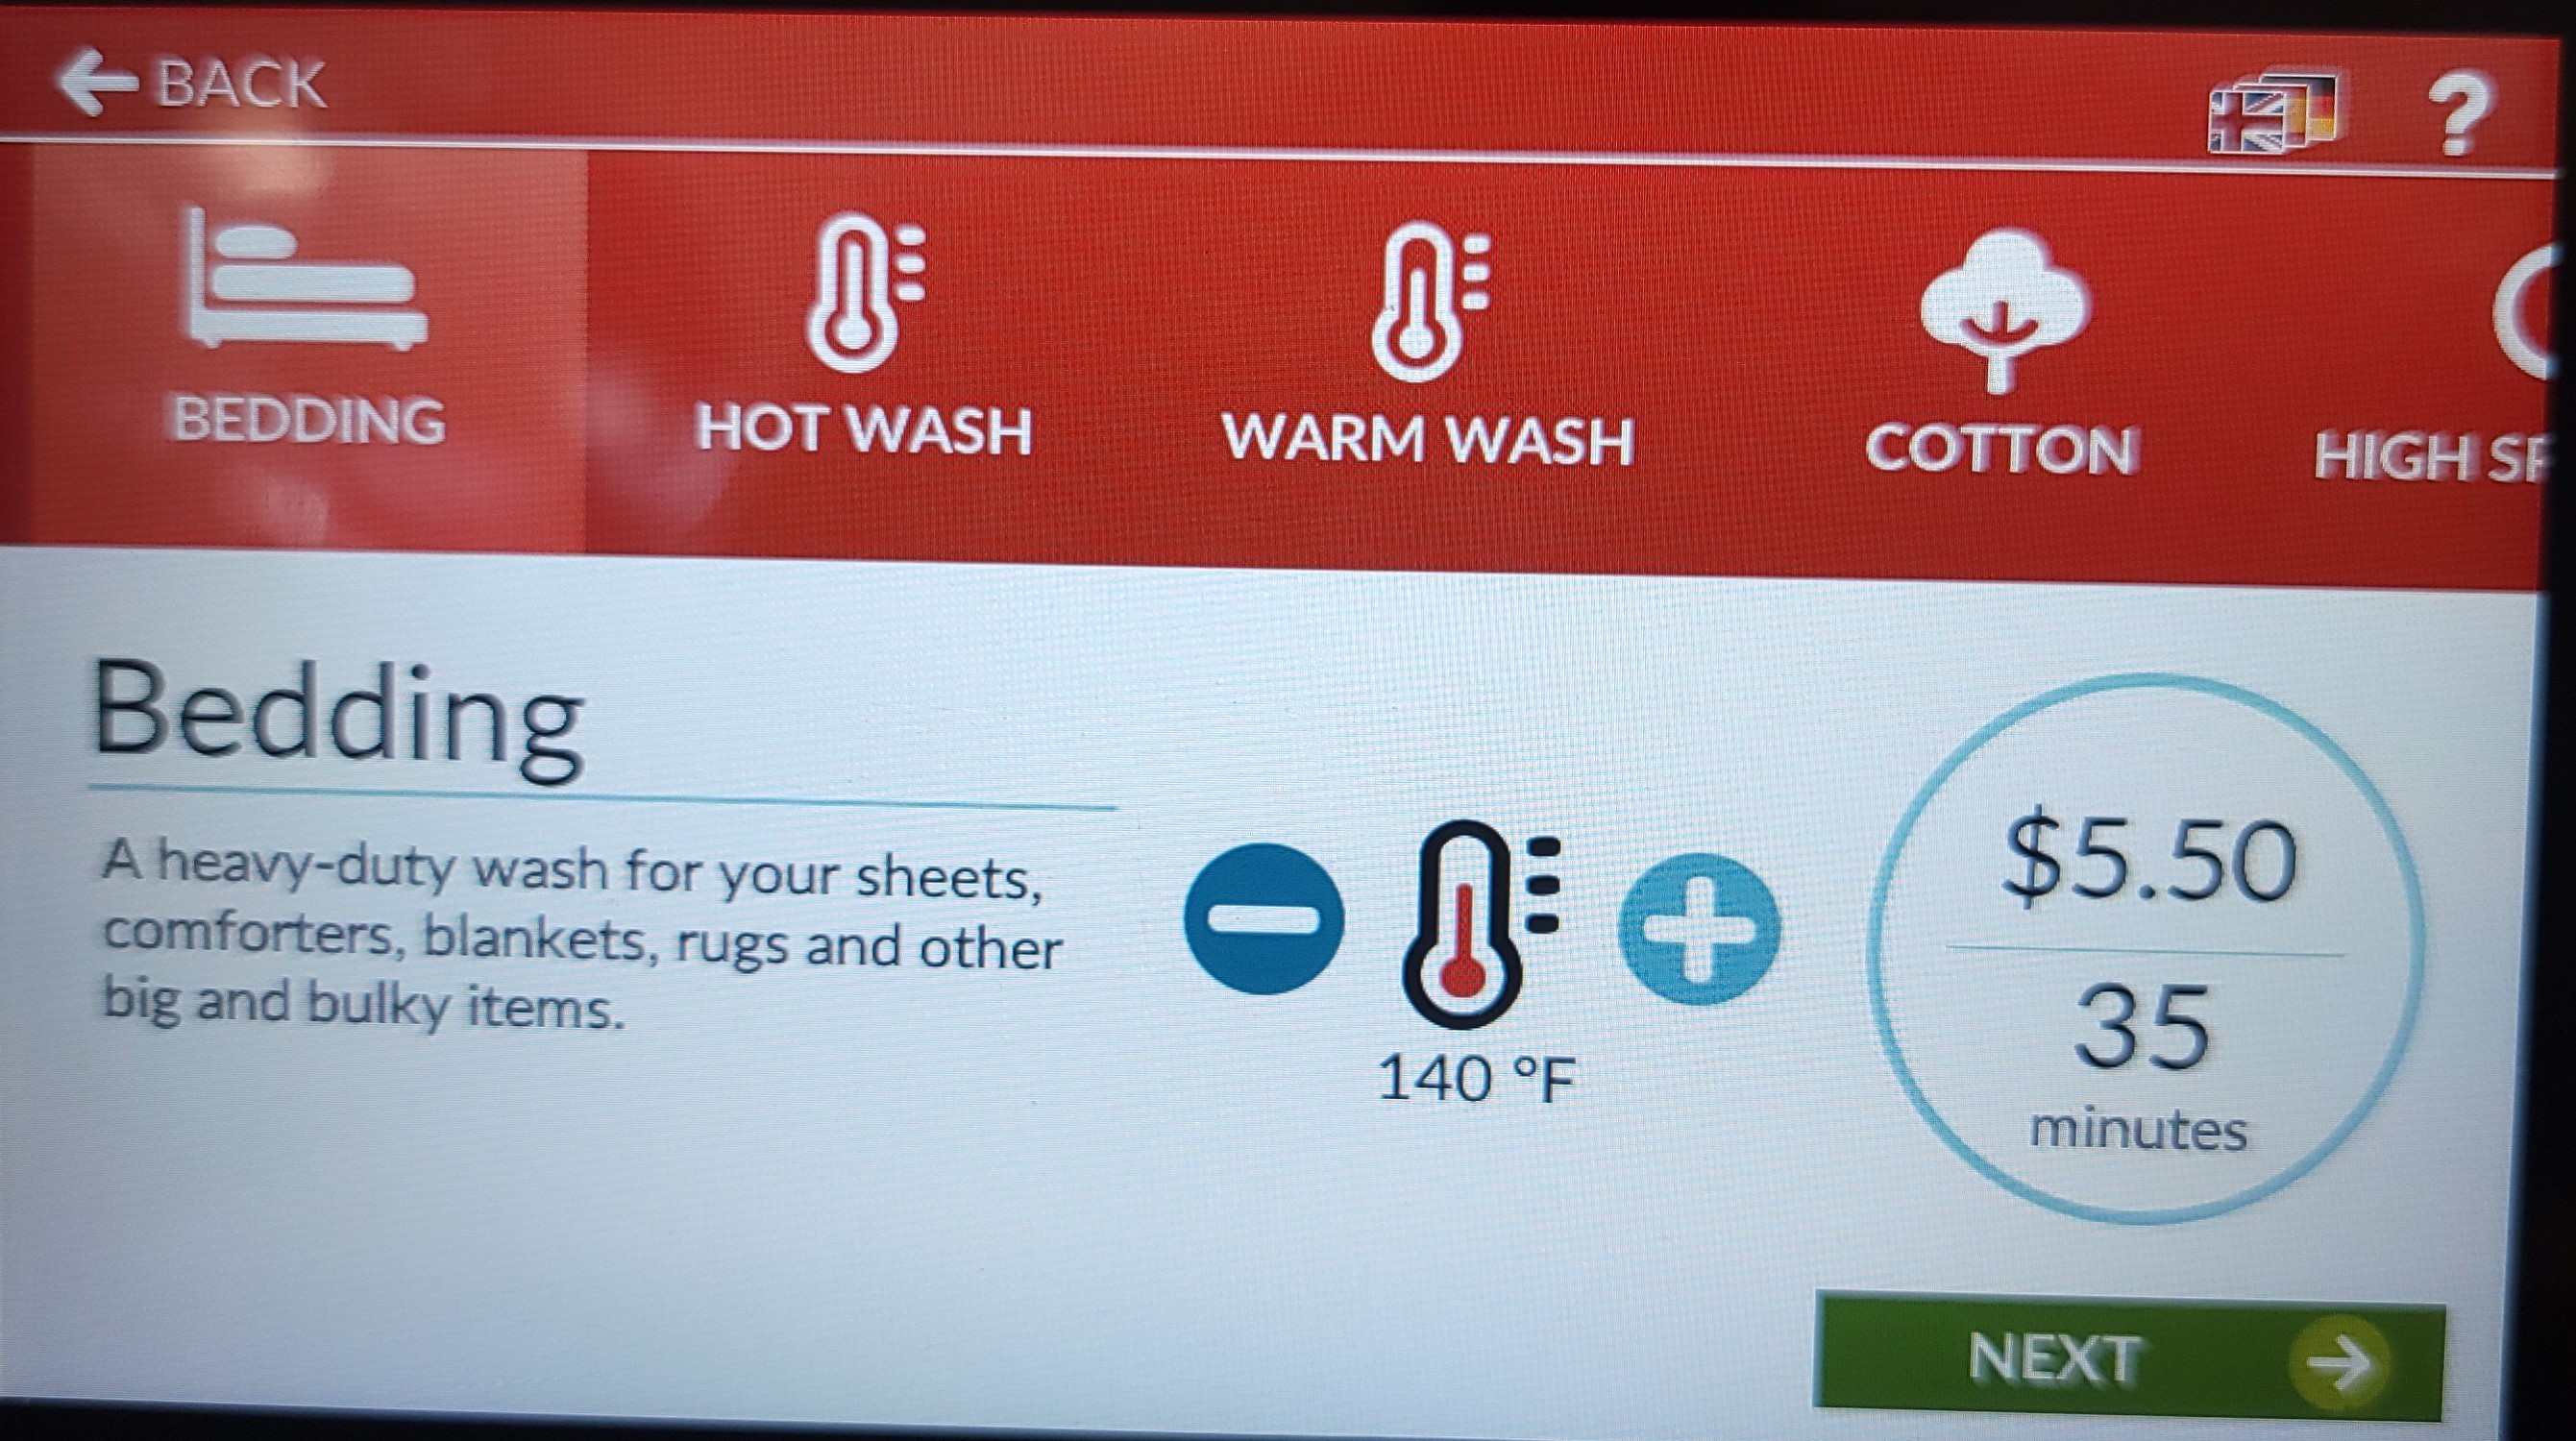 BACK
?
BEDDING
HOT WASH
WARM WASH
COTTON
HIGH
Bedding
A heavy-duty wash for your sheets,
comforters, blankets, rugs and other
big and bulky items.
140 °F
$5.50
35
minutes
NEXT